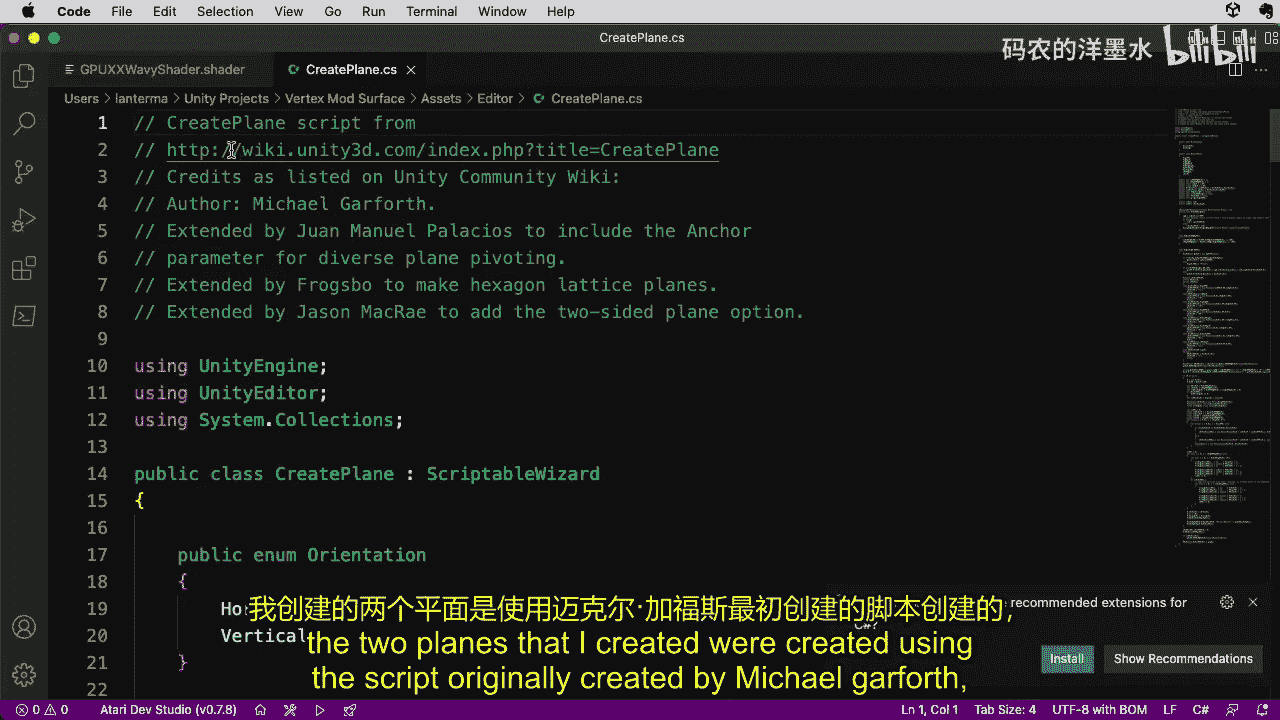 Code File Edit Selection View Go Run Terminal Window Help
CreatePlane.cs
码农的洋墨水 bilibili
GPUXXWavyShader.shader
CreatePlane.cs
Users > lanterma > Unity Projects > Vertex Mod Surface > Assets > Editor > CreatePlane.cs
1 // CreatePlane script from
2 // http://wiki.unity3d.com/index.php?title=CreatePlane
3 // Credits as listed on Unity Community Wiki:
4 // Author: Michael Garforth.
5 // Extended by Juan Manuel Palacios to include the Anchor
6 // parameter for diverse plane pivoting.
7 // Extended by Frogsbo to make hexagon lattice planes.
8 // Extended by Jason MacRae to add the two-sided plane option.
9
10 using UnityEngine;
11 using UnityEditor;
12 using System.Collections;
13
14 public class CreatePlane : ScriptableWizard
15 {
16
17 public enum Orientation
18 {
19 Ho
20 Vertical
21 }
22
recommended extensions for
Install
Show Recommendations
我创建的两个平面是使用迈克尔·加福斯最初创建的脚本创建的,
the two planes that I created were created using
the script originally created by Michael garforth,
0 0 Atari Dev Studio (v0.7.8) Ln 1, Col 1 Tab Size: 4 UTF-8 with BOM LF C#